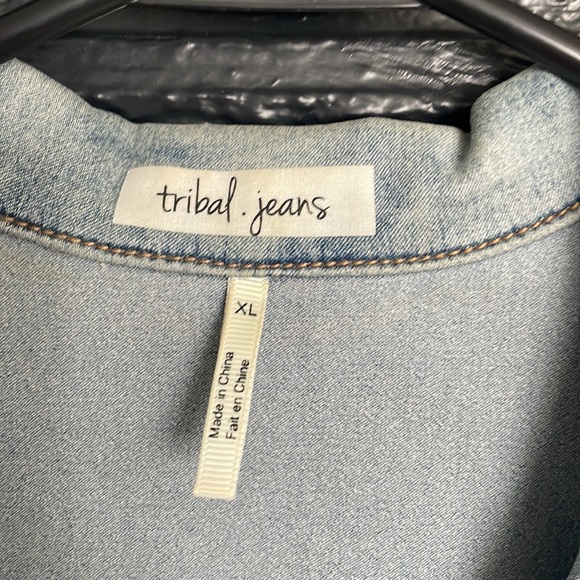 tribal. jeans
XL
Made in China
Fait en Chine